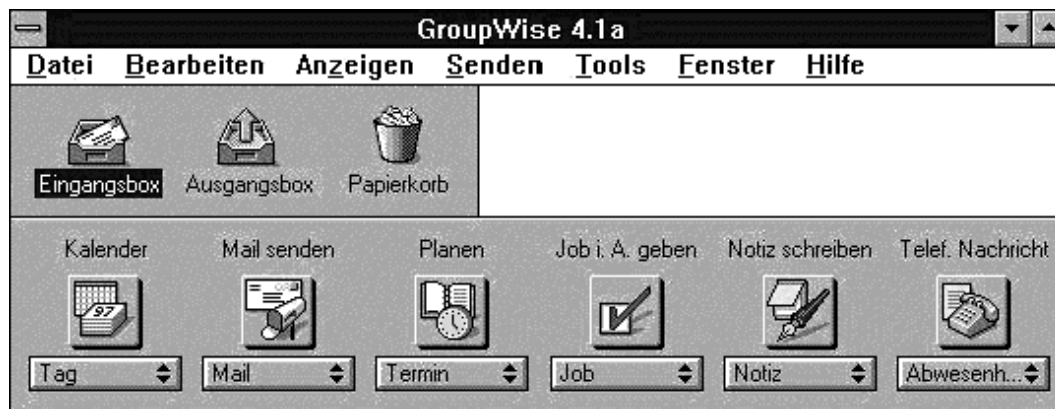 GroupWise 4.1a
Datei Bearbeiten Anzeigen Senden Tools Fenster Hilfe
Eingangsbox Ausgangsbox Papierkorb
Kalender Mail senden Planen Job i. A. geben Notiz schreiben Telef. Nachricht
97
Tag Mail Termin Job Notiz Abwesenh...